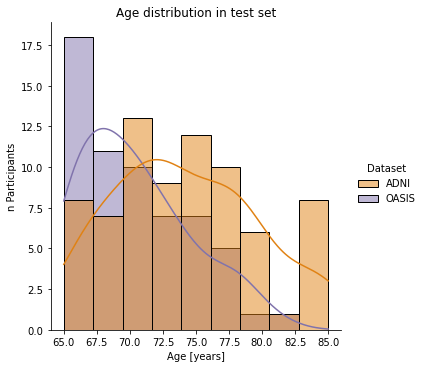 Age distribution in test set
n Participants
17.5
15.0
12.5
10.0
7.5
5.0
2.5
0.0
65.0 67.5 70.0 72.5 75.0 77.5 80.0 82.5 85.0
Age [years]
Dataset
ADNI
OASIS